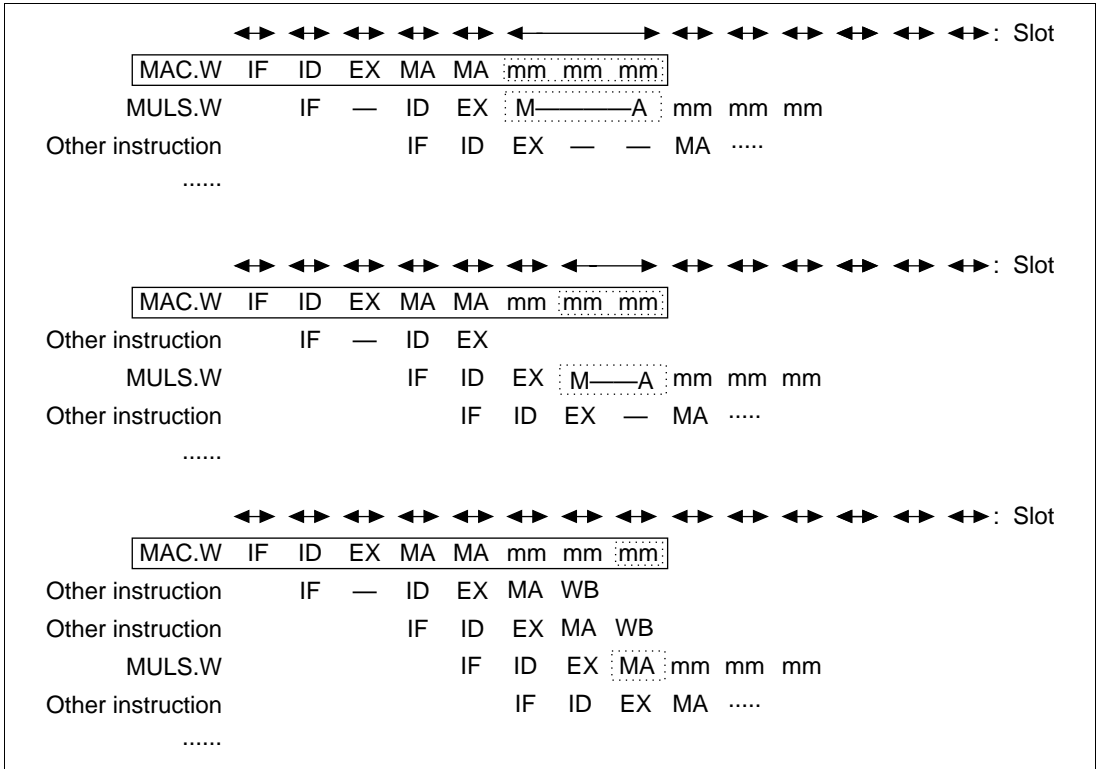 : Slot
MAC.W IF ID EX MA MA mm mm mm
MULS.W IF — ID EX M————A mm mm mm
Other instruction IF ID EX — — MA .....
......
: Slot
MAC.W IF ID EX MA MA mm mm mm
Other instruction IF — ID EX
MULS.W IF ID EX M——A mm mm mm
Other instruction IF ID EX — MA .....
......
: Slot
MAC.W IF ID EX MA MA mm mm mm
Other instruction IF — ID EX MA WB
Other instruction IF ID EX MA WB
MULS.W IF ID EX MA mm mm mm
Other instruction IF ID EX MA .....
......